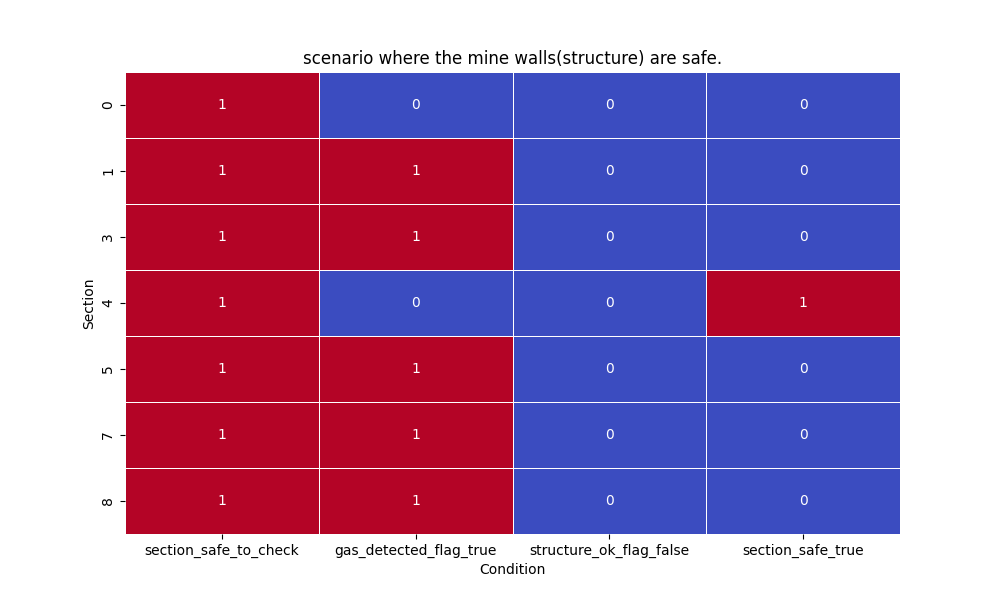 scenario where the mine walls(structure) are safe.
0 1 0 0 0
1 1 1 0 0
3 1 1 0 0
Section
4 1 0 0 1
5 1 1 0 0
7 1 1 0 0
8 1 1 0 0
section_safe_to_check gas_detected_flag_true structure_ok_flag_false section_safe_true
Condition